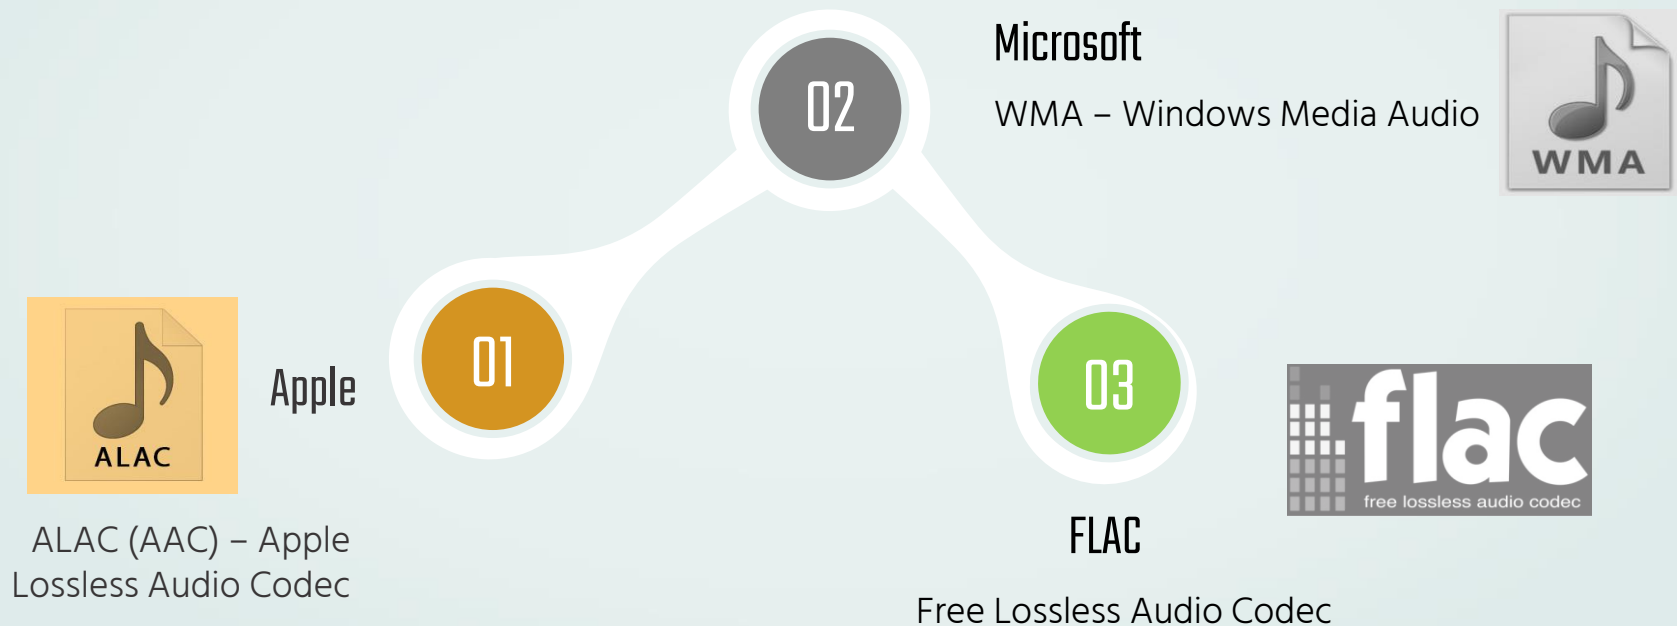 01
ALAC
Apple
ALAC (AAC) – Apple
Lossless Audio Codec
02
Microsoft
WMA – Windows Media Audio
WMA
03
FLAC
Free Lossless Audio Codec
flac
free lossless audio codec